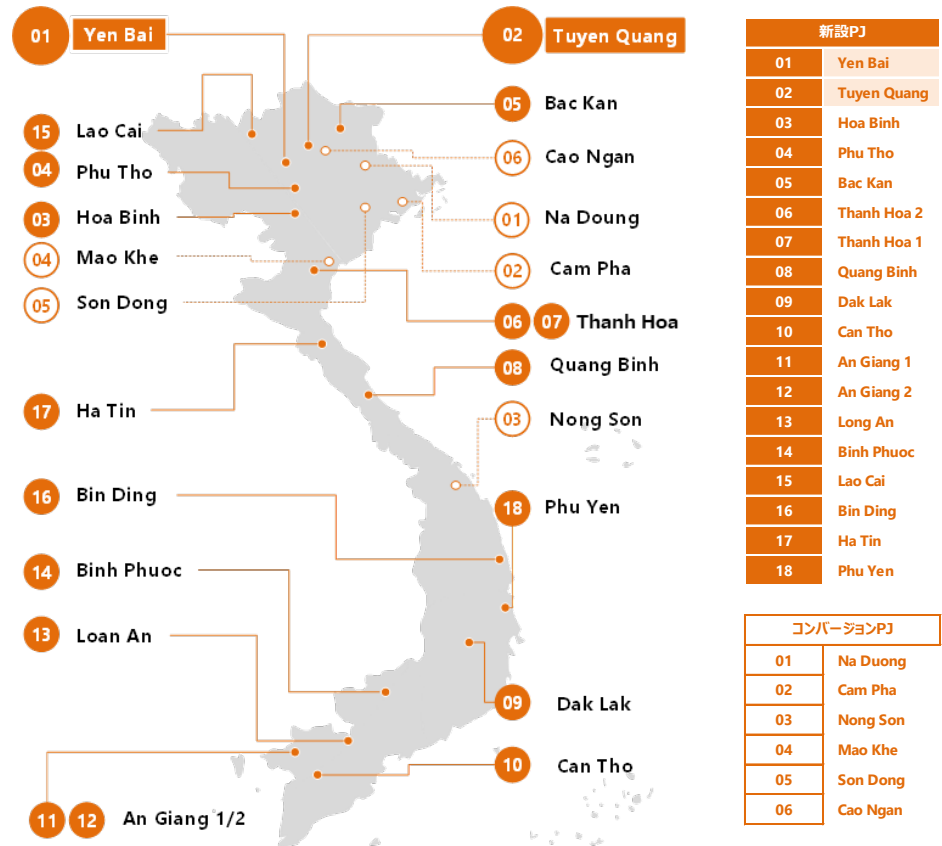 01 Yen Bai
02 Tuyen Quang
05 Bac Kan
15 Lao Cai
06 Cao Ngan
04 Phu Tho
03 Hoa Binh
01 Na Doung
04 Mao Khe
02 Cam Pha
05 Son Dong
06 07 Thanh Hoa
08 Quang Binh
17 Ha Tin
03 Nong Son
16 Bin Ding
18 Phu Yen
14 Binh Phuoc
13 Loan An
09 Dak Lak
10 Can Tho
11 12 An Giang 1/2
新設PJ
01 Yen Bai
02 Tuyen Quang
03 Hoa Binh
04 Phu Tho
05 Bac Kan
06 Thanh Hoa 2
07 Thanh Hoa 1
08 Quang Binh
09 Dak Lak
10 Can Tho
11 An Giang 1
12 An Giang 2
13 Long An
14 Binh Phuoc
15 Lao Cai
16 Bin Ding
17 Ha Tin
18 Phu Yen
コンバージョンPJ
01 Na Duong
02 Cam Pha
03 Nong Son
04 Mao Khe
05 Son Dong
06 Cao Ngan